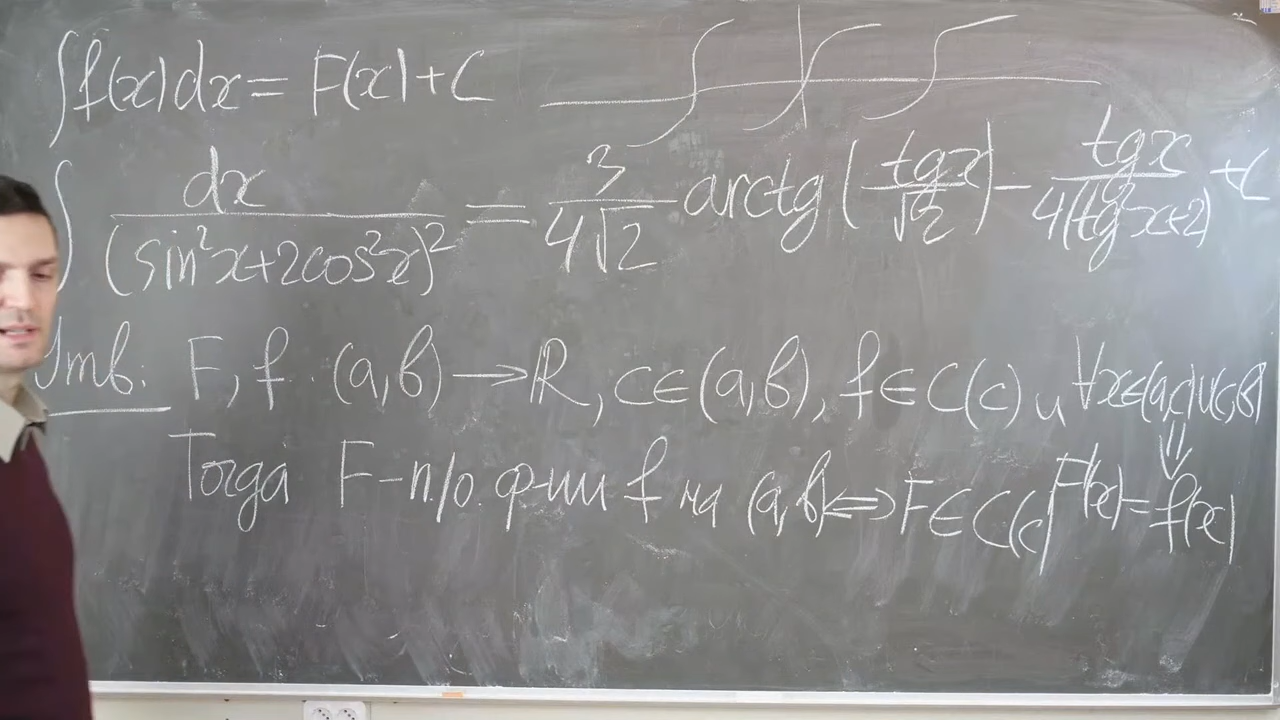 ∫f(x)dx = F(x)+C
∫ dx/(sin²x+2cos²x)² = 3/(4√2) arctg(tgx/√2) - tgx/(4(tg²x+2)) + C
Утв: F, f : (a,b) → R, c∈(a,b), f∈C(c) и ∀x∈(a,c)∪(c,b) ⇒ F'(x) = f(x)
Тогда F-п/о ф-ии f на (a,b) ⇔ F∈C(c)